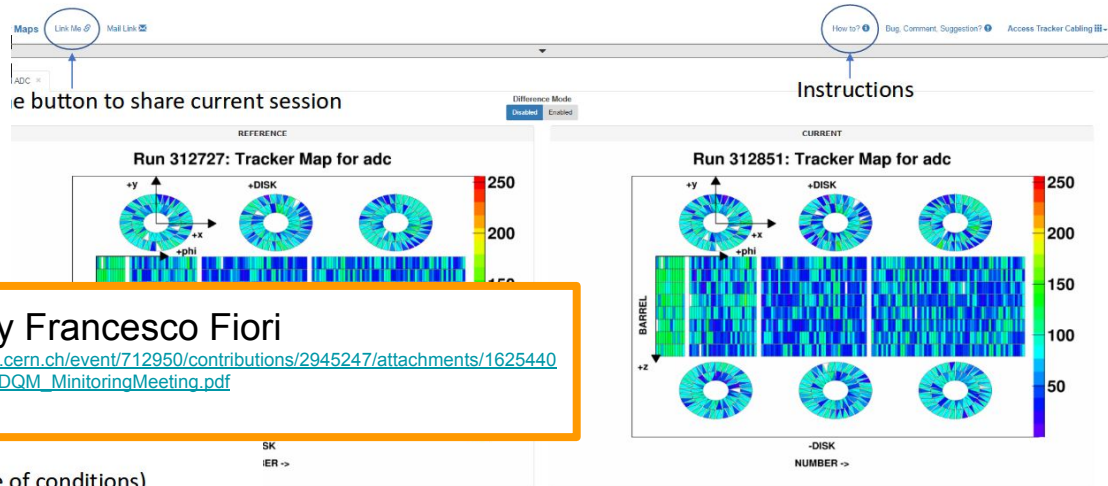 Maps Link Me Mail Link How to? Bug, Comment, Suggestion? Access Tracker Cabling
ADC ×
e button to share current session
Instructions
Difference Mode
Disabled Enabled
REFERENCE
CURRENT
Run 312727: Tracker Map for adc
Run 312851: Tracker Map for adc
+y +DISK 250
+x 200
+phi
y Francesco Fiori
.cern.ch/event/712950/contributions/2945247/attachments/1625440
DQM_MinitoringMeeting.pdf
SK
ER ->
+y +DISK 250
+x 200
+phi
150
BARREL
100
+z
50
-DISK
NUMBER ->
e of conditions)